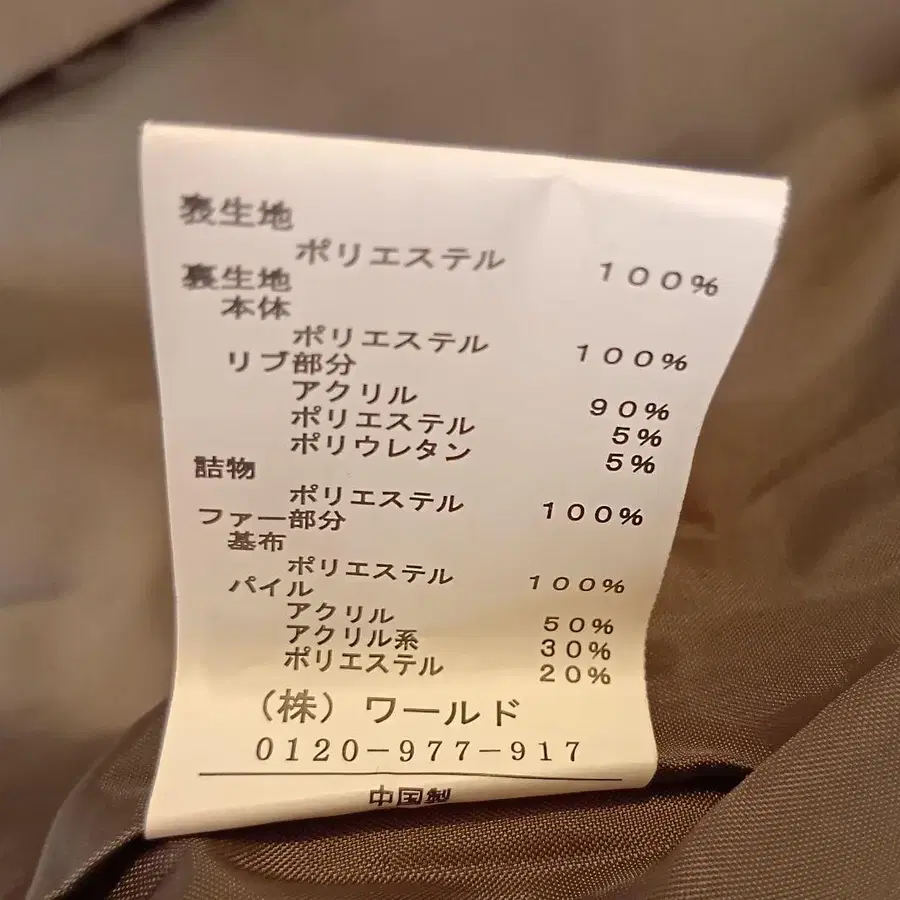 表生地
ポリエステル 100%
裏生地
本体
ポリエステル 100%
リブ部分
アクリル 90%
ポリエステル 5%
ポリウレタン 5%
詰物
ポリエステル 100%
ファー部分
基布
ポリエステル 100%
パイル
アクリル 50%
アクリル系 30%
ポリエステル 20%
(株) ワールド
0120-977-917
中国製